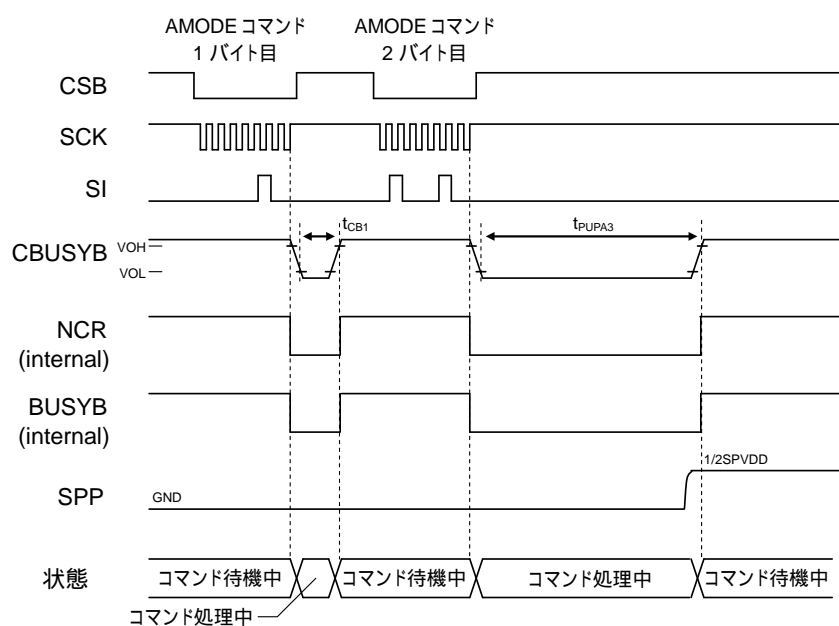 AMODE コマンド
1 バイト目
AMODE コマンド
2 バイト目
CSB
SCK
SI
CBUSYB
VOH
VOL
tCB1
tPUPA3
NCR
(internal)
BUSYB
(internal)
SPP
GND
1/2SPVDD
状態
コマンド待機中
コマンド待機中
コマンド処理中
コマンド待機中
コマンド処理中